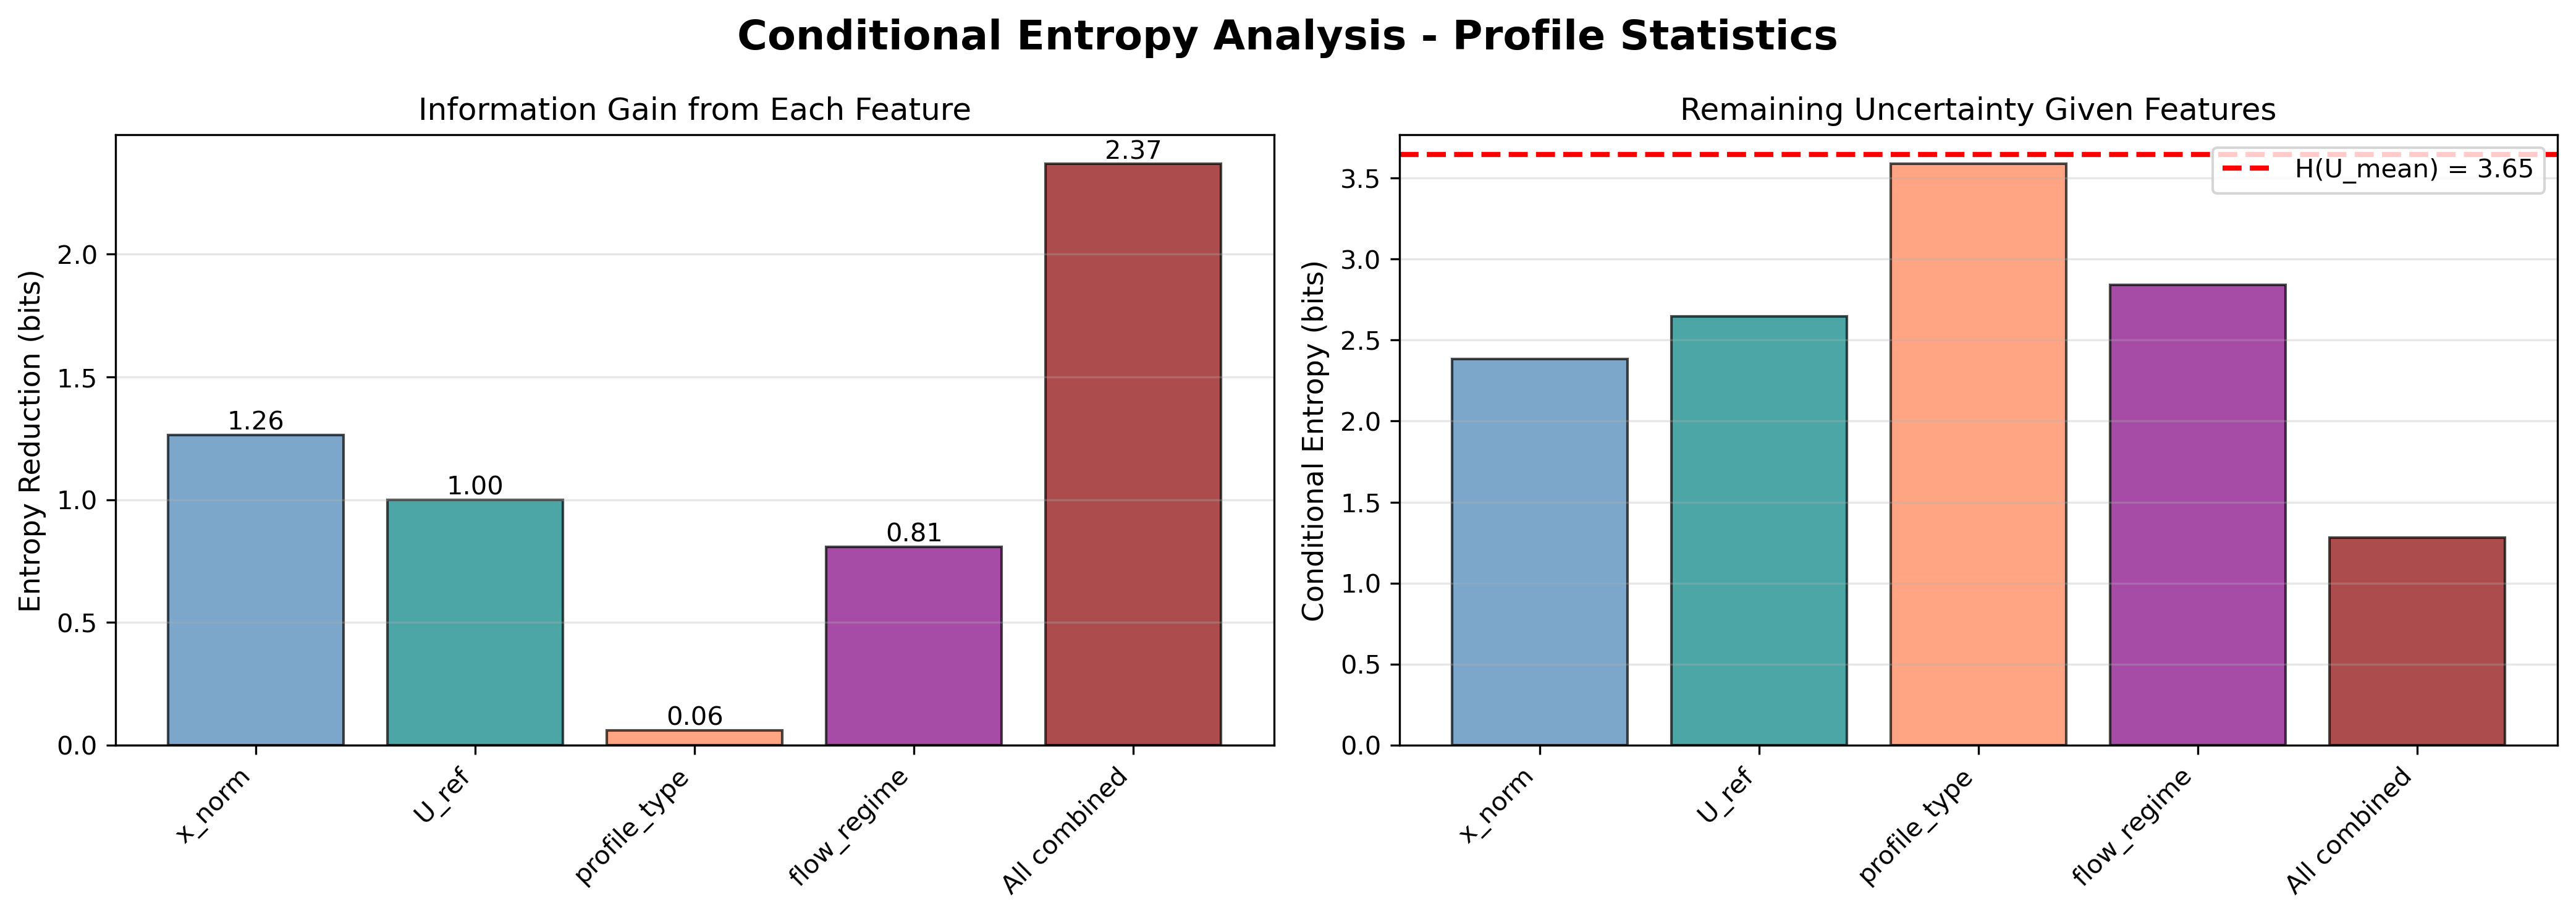 Conditional Entropy Analysis - Profile Statistics
Information Gain from Each Feature
Entropy Reduction (bits)
2.0
1.5
1.0
0.5
0.0
1.26
1.00
0.06
0.81
2.37
x_norm
U_ref
profile_type
flow_regime
All combined
Remaining Uncertainty Given Features
Conditional Entropy (bits)
3.5
3.0
2.5
2.0
1.5
1.0
0.5
0.0
H(U_mean) = 3.65
x_norm
U_ref
profile_type
flow_regime
All combined